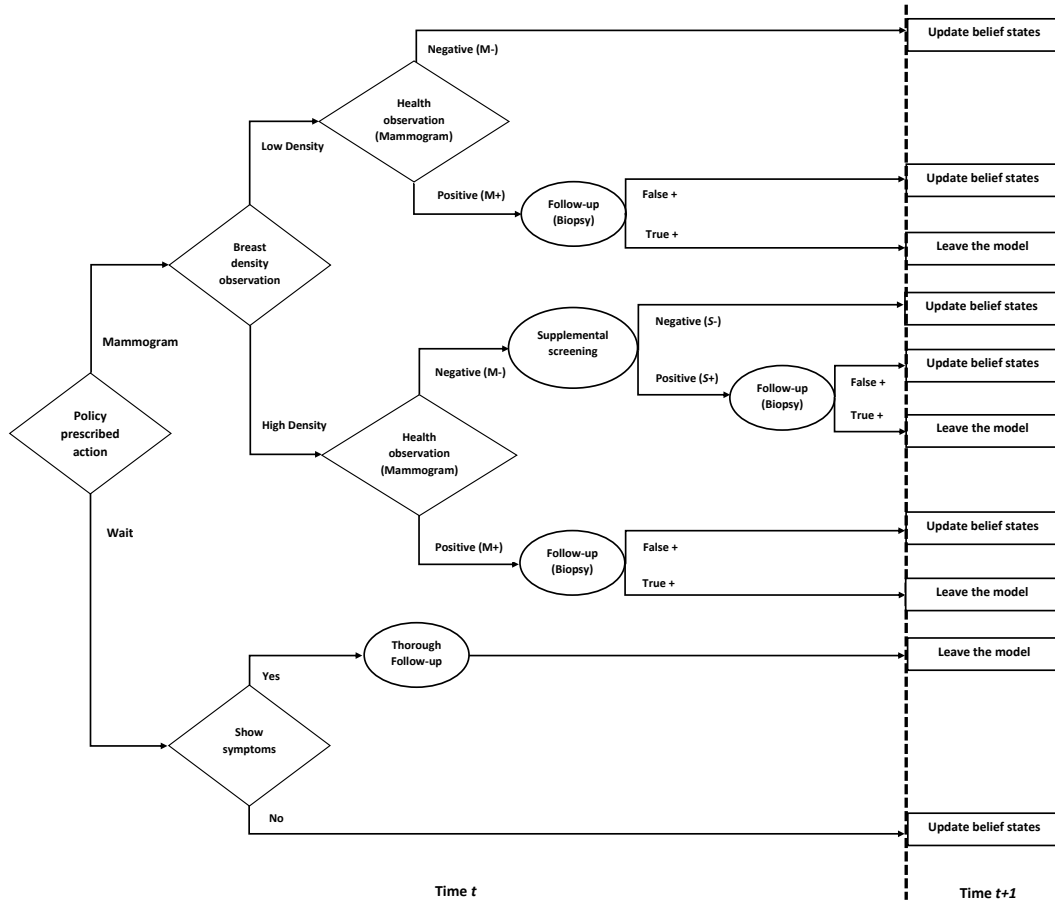 Update belief states
Negative (M-)
Health
observation
(Mammogram)
Low Density
Positive (M+)
Follow-up
(Biopsy)
False +
Update belief states
True +
Leave the model
Breast
density
observation
Mammogram
Supplemental
screening
Negative (S-)
Update belief states
Positive (S+)
Follow-up
(Biopsy)
False +
Update belief states
True +
Leave the model
Negative (M-)
Policy
prescribed
action
High Density
Health
observation
(Mammogram)
Wait
Positive (M+)
Follow-up
(Biopsy)
False +
Update belief states
True +
Leave the model
Thorough
Follow-up
Leave the model
Yes
Show
symptoms
No
Update belief states
Time t
Time t+1